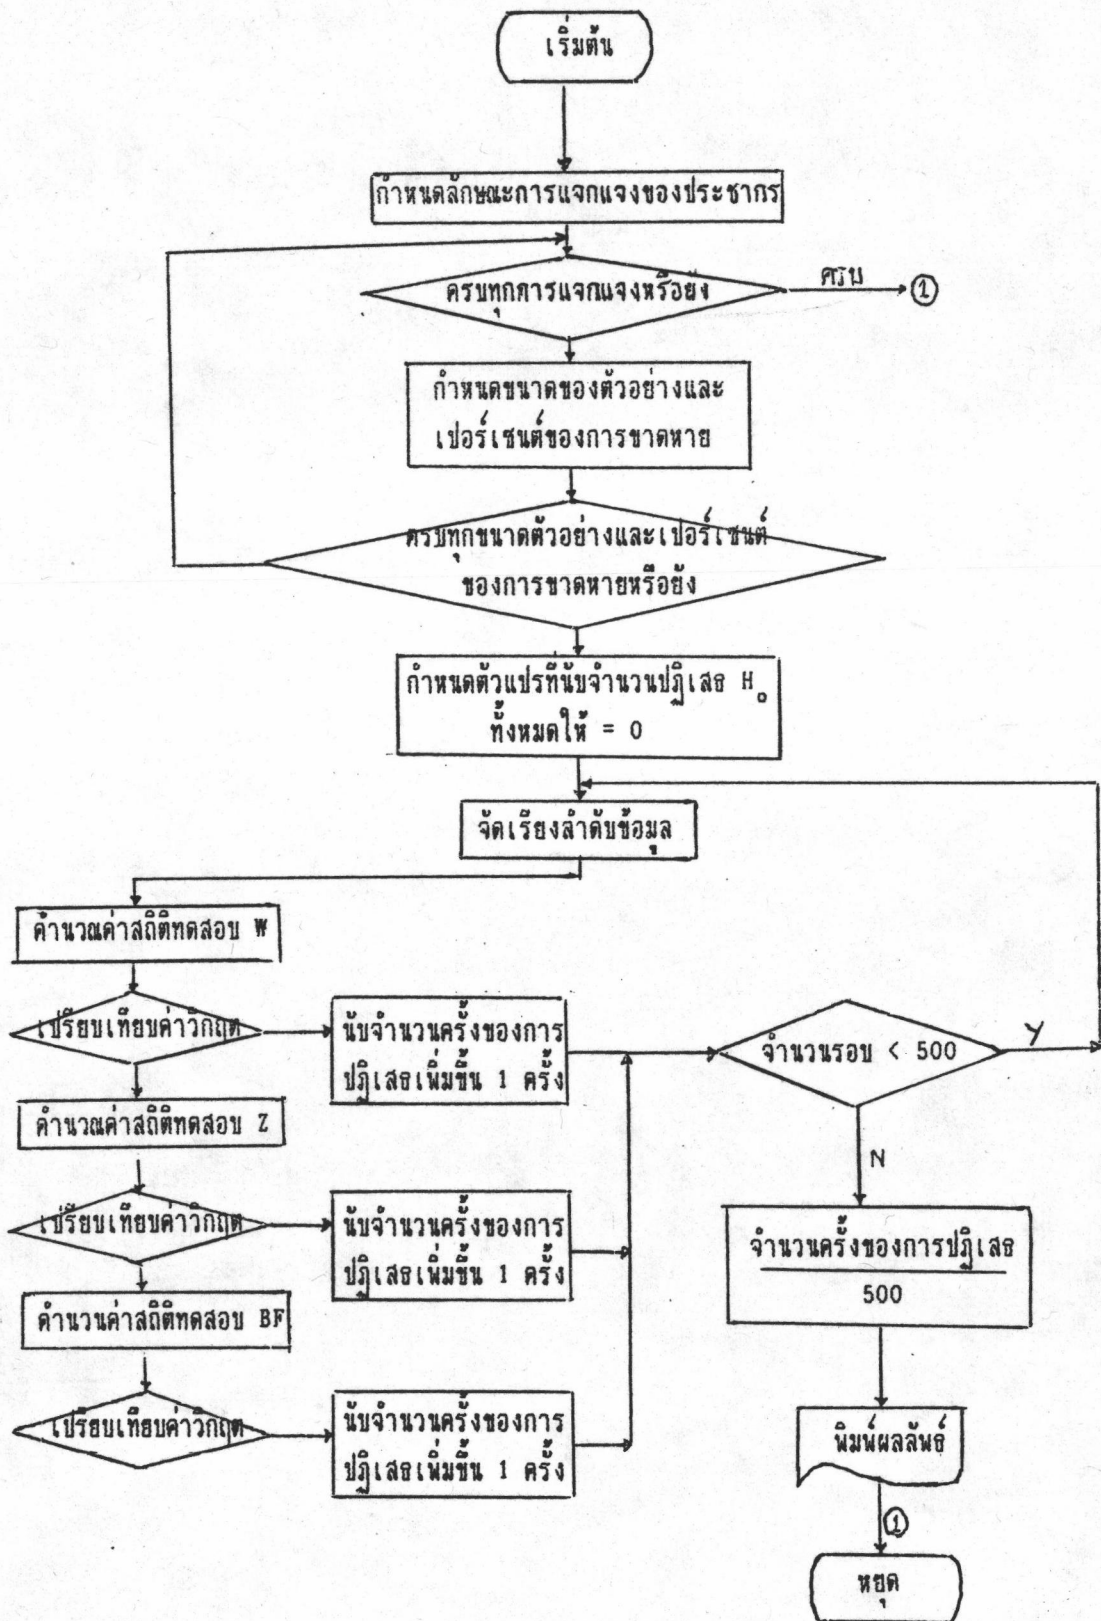 เริ่มต้น
กำหนดลักษณะการแจกแจงของประชากร
ครบทุกการแจกแจงหรือยัง
ครบ
①
กำหนดขนาดของตัวอย่างและ
เปอร์เซนต์ของการขาดหาย
ครบทุกขนาดตัวอย่างและเปอร์เซนต์
ของการขาดหายหรือยัง
กำหนดตัวแปรที่นับจำนวนปฏิเสธ H₀
ทั้งหมดให้ = 0
จัดเรียงลำดับข้อมูล
คำนวณค่าสถิติทดสอบ W
เปรียบเทียบค่าวิกฤต
นับจำนวนครั้งของการ
ปฏิเสธเพิ่มขึ้น 1 ครั้ง
จำนวนรอบ < 500
Y
N
คำนวณค่าสถิติทดสอบ Z
เปรียบเทียบค่าวิกฤต
นับจำนวนครั้งของการ
ปฏิเสธเพิ่มขึ้น 1 ครั้ง
จำนวนครั้งของการปฏิเสธ
500
คำนวนค่าสถิติทดสอบ BF
เปรียบเทียบค่าวิกฤต
นับจำนวนครั้งของการ
ปฏิเสธเพิ่มขึ้น 1 ครั้ง
พิมพ์ผลลัพธ์
①
หยุด